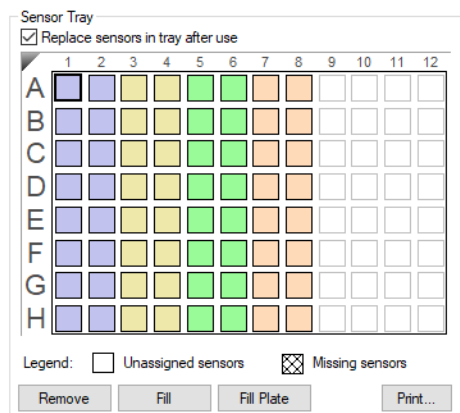 Sensor Tray
Replace sensors in tray after use
1 2 3 4 5 6 7 8 9 10 11 12
A
B
C
D
E
F
G
H
Legend: Unassigned sensors Missing sensors
Remove Fill Fill Plate Print...